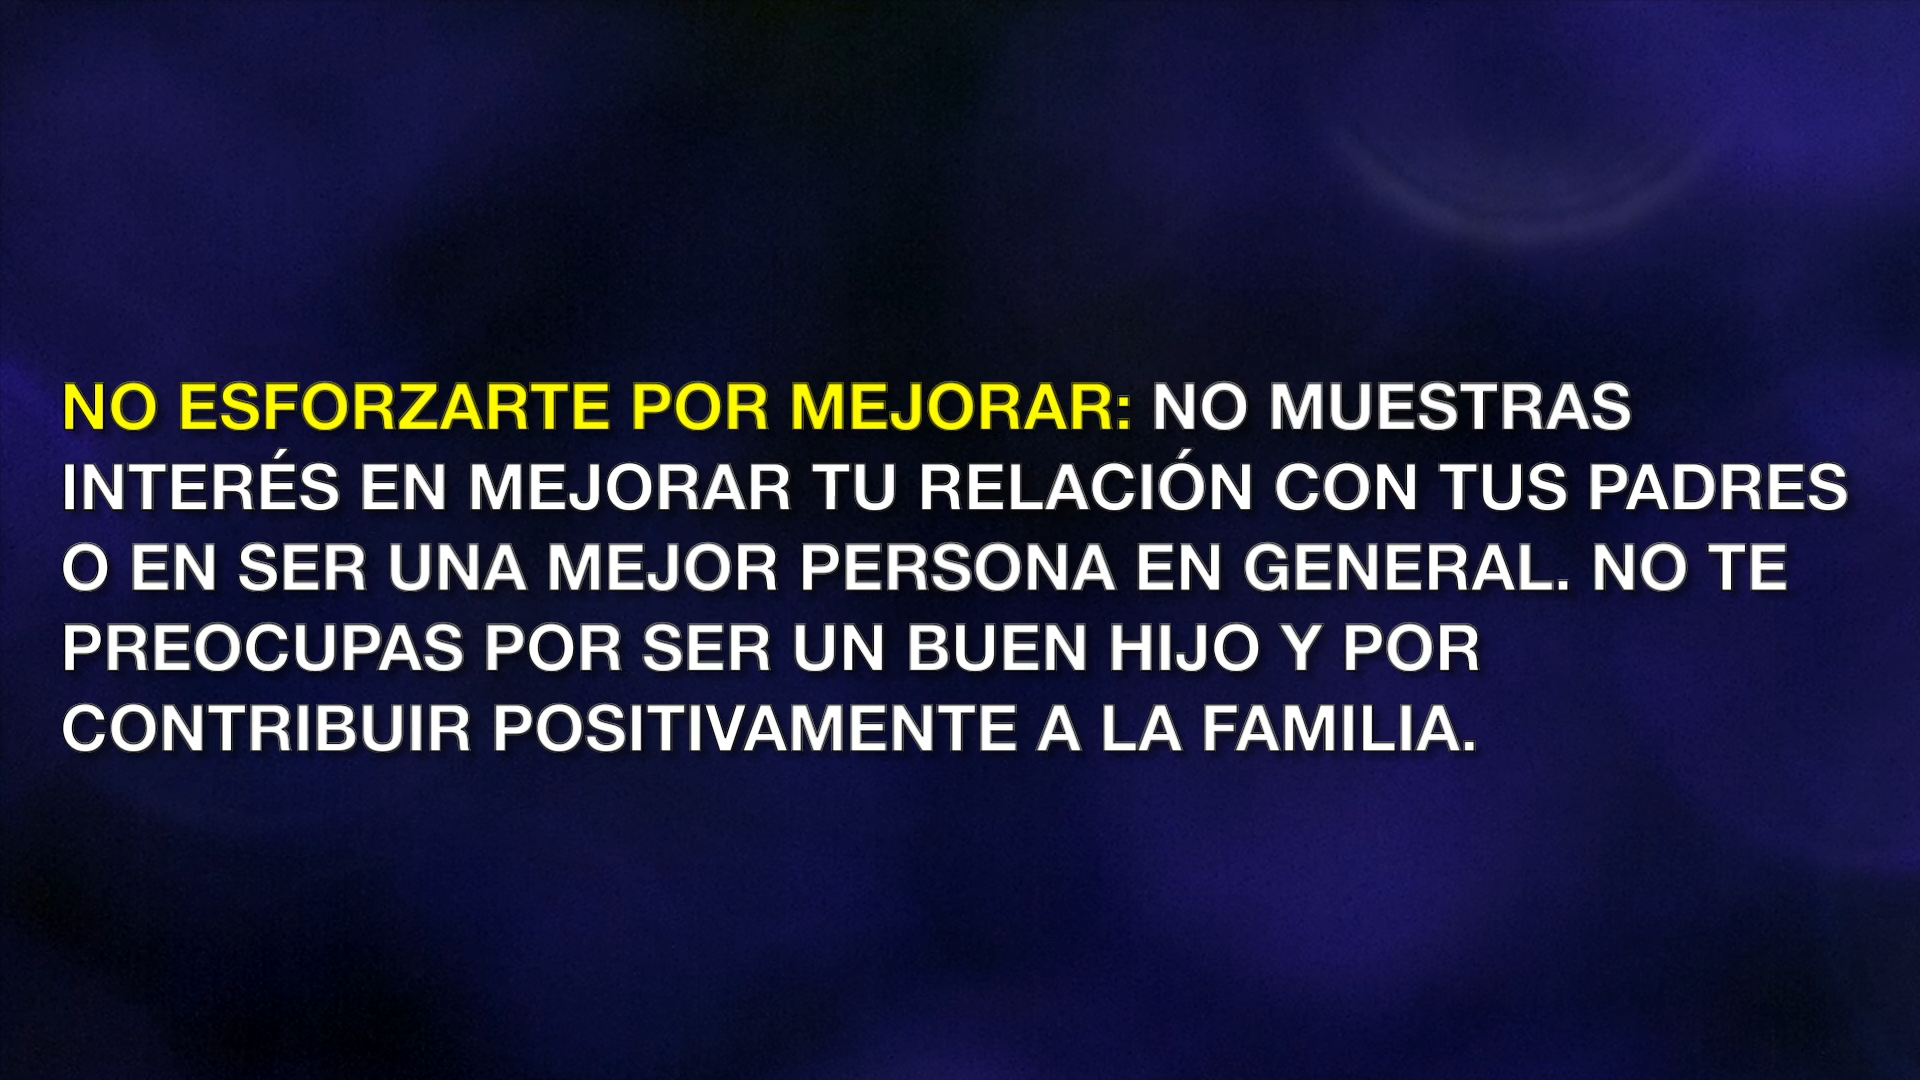 NO ESFORZARTE POR MEJORAR: NO MUESTRAS
INTERÉS EN MEJORAR TU RELACIÓN CON TUS PADRES
O EN SER UNA MEJOR PERSONA EN GENERAL. NO TE
PREOCUPAS POR SER UN BUEN HIJO Y POR
CONTRIBUIR POSITIVAMENTE A LA FAMILIA.